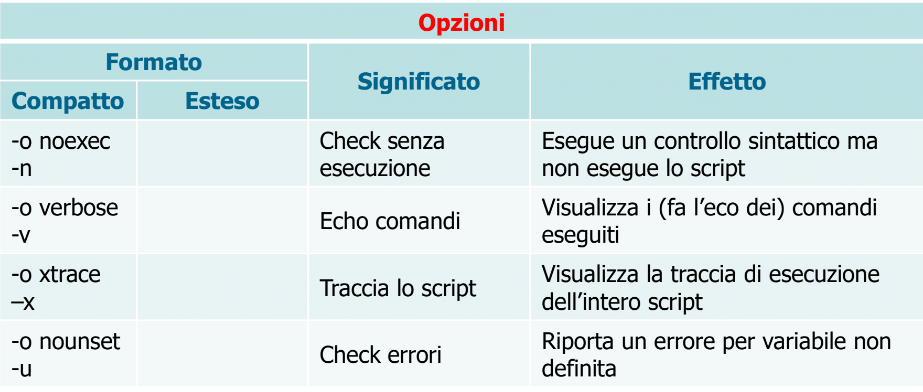 Opzioni
Formato
Significato
Effetto
Compatto
Esteso
-o noexec
-n
Check senza
esecuzione
Esegue un controllo sintattico ma
non esegue lo script
-o verbose
-v
Echo comandi
Visualizza i (fa l’eco dei) comandi
eseguiti
-o xtrace
–x
Traccia lo script
Visualizza la traccia di esecuzione
dell’intero script
-o nounset
-u
Check errori
Riporta un errore per variabile non
definita